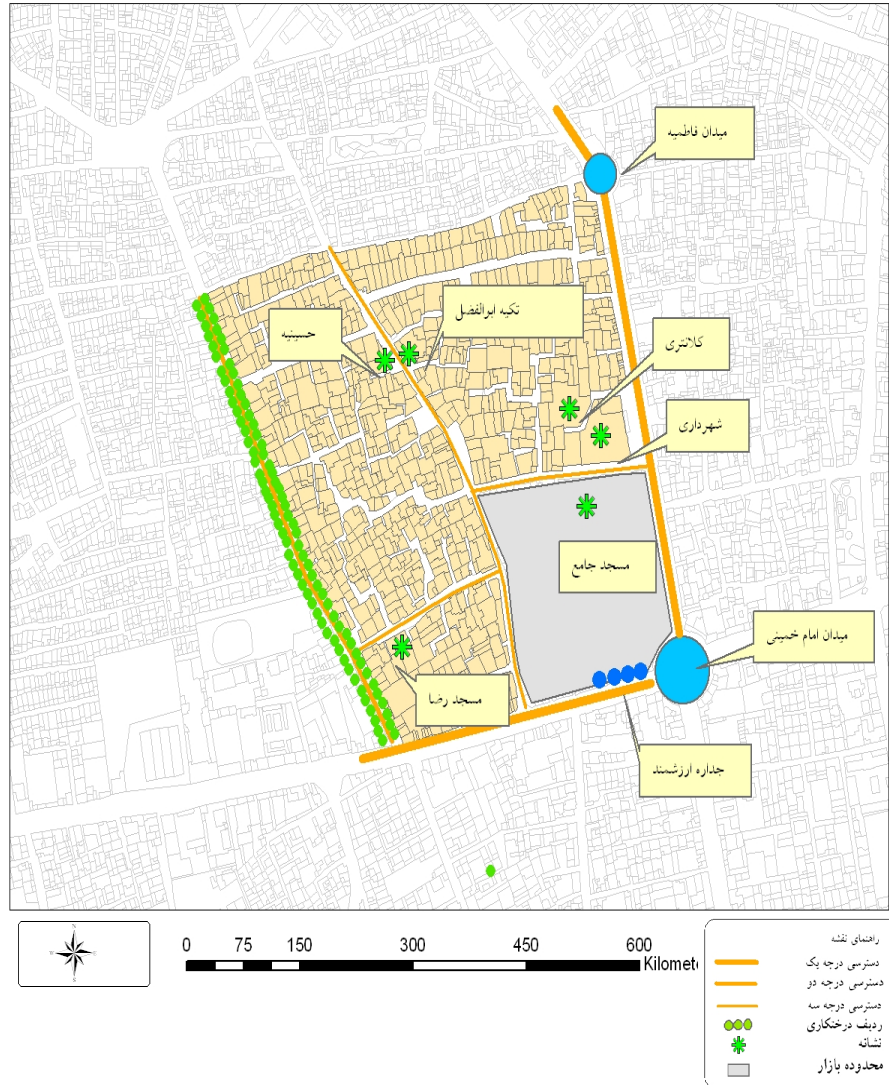 میدان فاطمیه
تکیه ابوالفضل
حسینیه
کلانتری
شهرداری
مسجد جامع
میدان امام خمینی
مسجد رضا
جداره ارزشمند
N
W
E
S
0 75 150 300 450 600
Kilomete
راهنمای نقشه
دسترسی درجه یک
دسترسی درجه دو
دسترسی درجه سه
ردیف درختکاری
نشانه
محدوده بازار